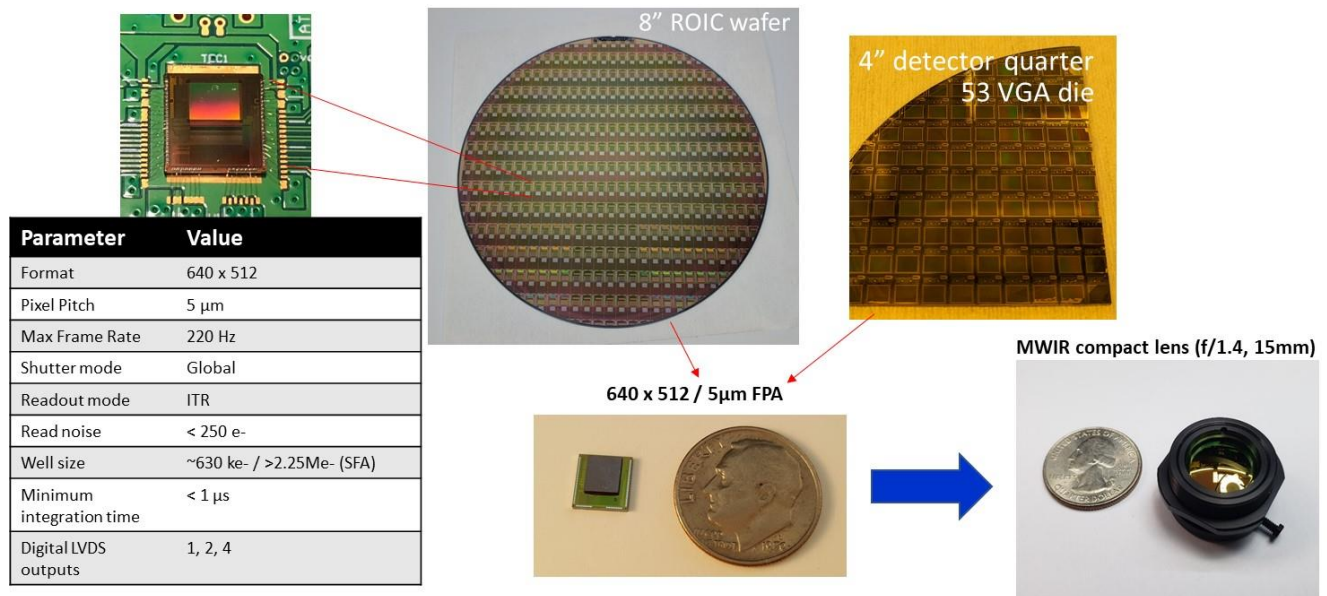 TFC1
AT
8” ROIC wafer
4” detector quarter
53 VGA die
Parameter Value
Format 640 x 512
Pixel Pitch 5 µm
Max Frame Rate 220 Hz
Shutter mode Global
Readout mode ITR
Read noise < 250 e-
Well size ~630 ke- / >2.25Me- (SFA)
Minimum < 1 µs
integration time
Digital LVDS 1, 2, 4
outputs
640 x 512 / 5µm FPA
LIBERTY
MWIR compact lens (f/1.4, 15mm)